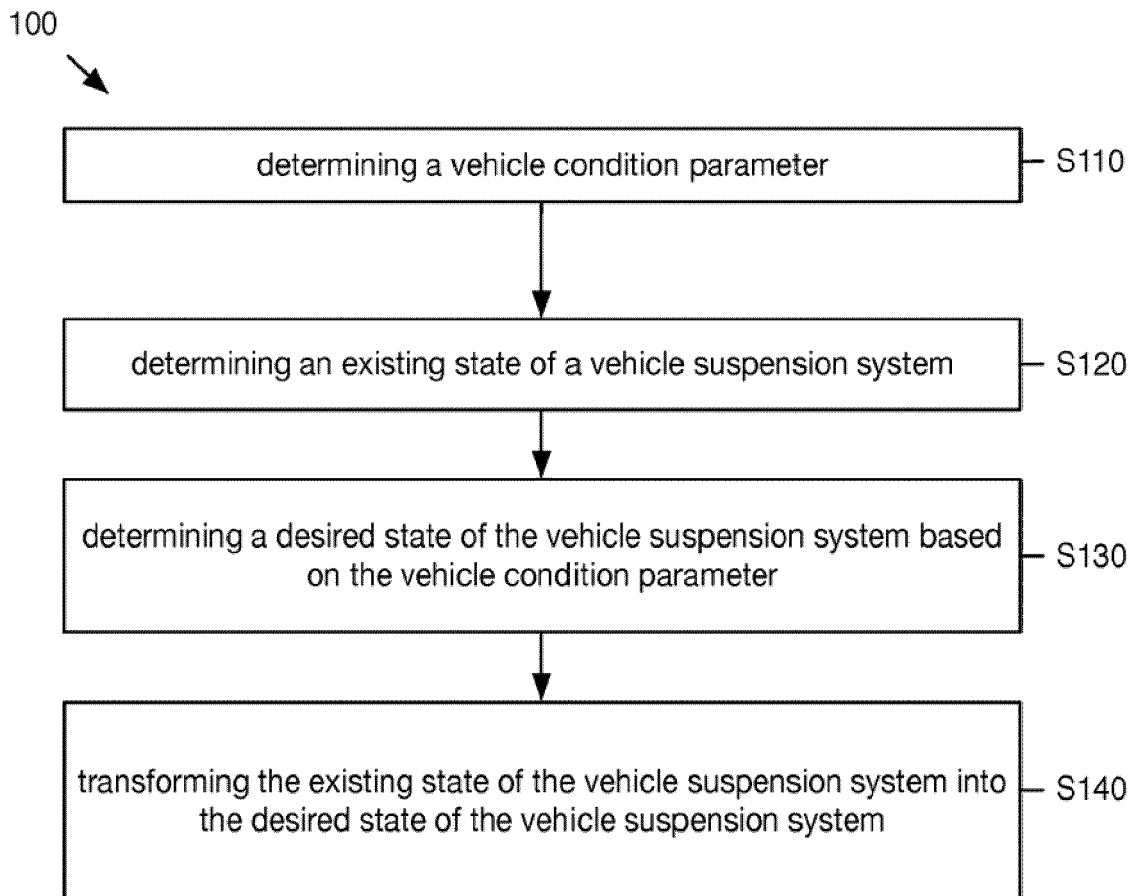 100
determining a vehicle condition parameter
S110
determining an existing state of a vehicle suspension system
S120
determining a desired state of the vehicle suspension system based
on the vehicle condition parameter
S130
transforming the existing state of the vehicle suspension system into
the desired state of the vehicle suspension system
S140